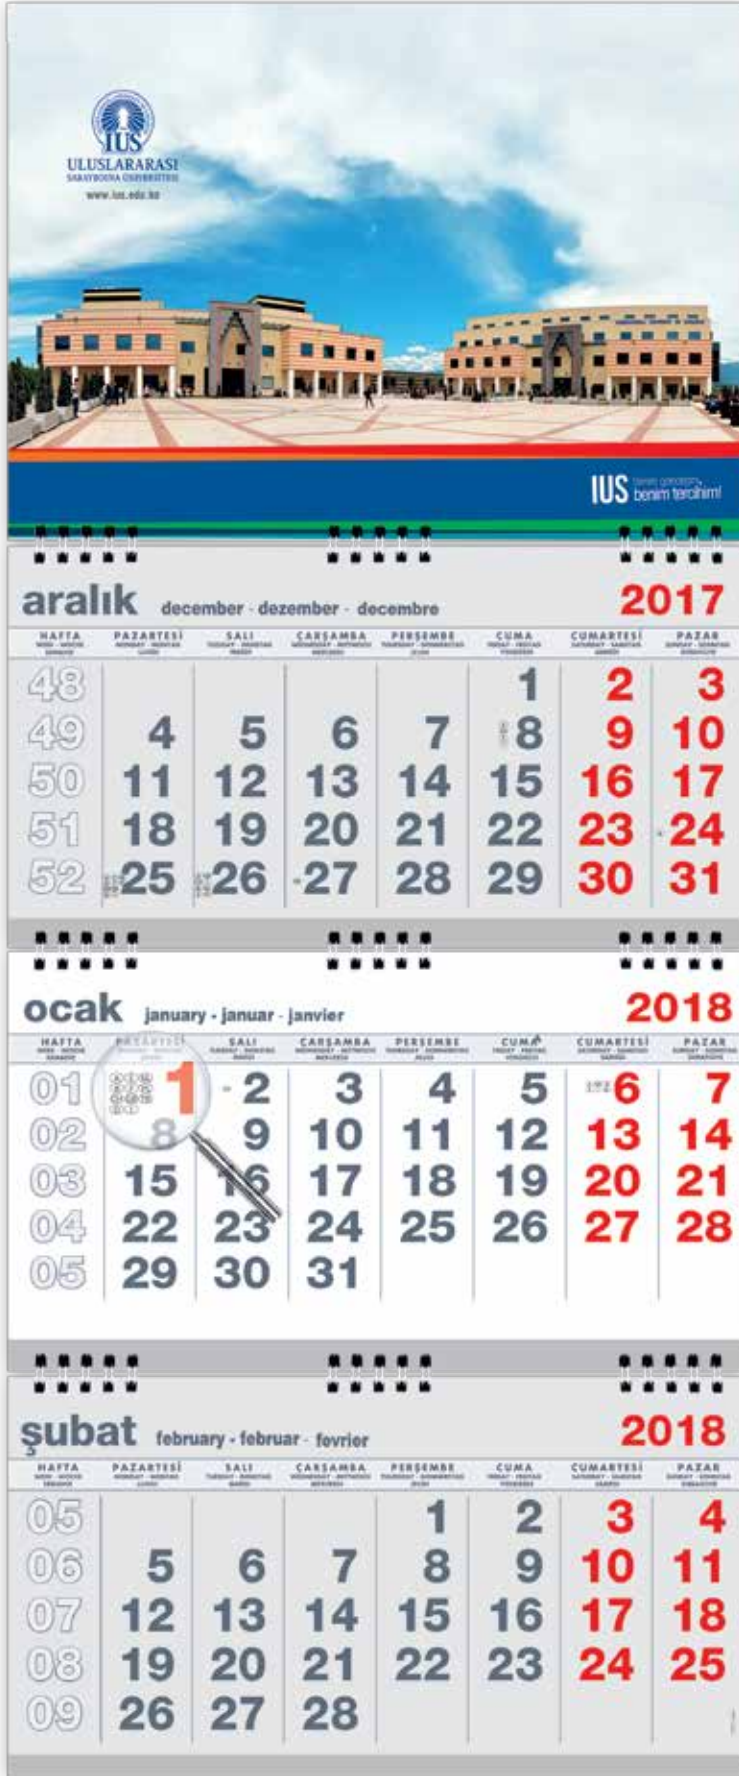 IUS
ULUSLARARASI
SARAYBOSNA ÜNİVERSİTESİ
www.ius.edu.ba
IUS
benim tercihim!
aralık december - dezember - decembre 2017
HAFTA PAZARTESİ SALI ÇARŞAMBA PERŞEMBE CUMA CUMARTESİ PAZAR
48 1 2 3
49 4 5 6 7 8 9 10
50 11 12 13 14 15 16 17
51 18 19 20 21 22 23 24
52 25 26 27 28 29 30 31
ocak january - januar - janvier 2018
HAFTA PAZARTESİ SALI ÇARŞAMBA PERŞEMBE CUMA CUMARTESİ PAZAR
01 1 2 3 4 5 6 7
02 8 9 10 11 12 13 14
03 15 16 17 18 19 20 21
04 22 23 24 25 26 27 28
05 29 30 31
şubat february - februar - fevrier 2018
HAFTA PAZARTESİ SALI ÇARŞAMBA PERŞEMBE CUMA CUMARTESİ PAZAR
05 1 2 3 4
06 5 6 7 8 9 10 11
07 12 13 14 15 16 17 18
08 19 20 21 22 23 24 25
09 26 27 28